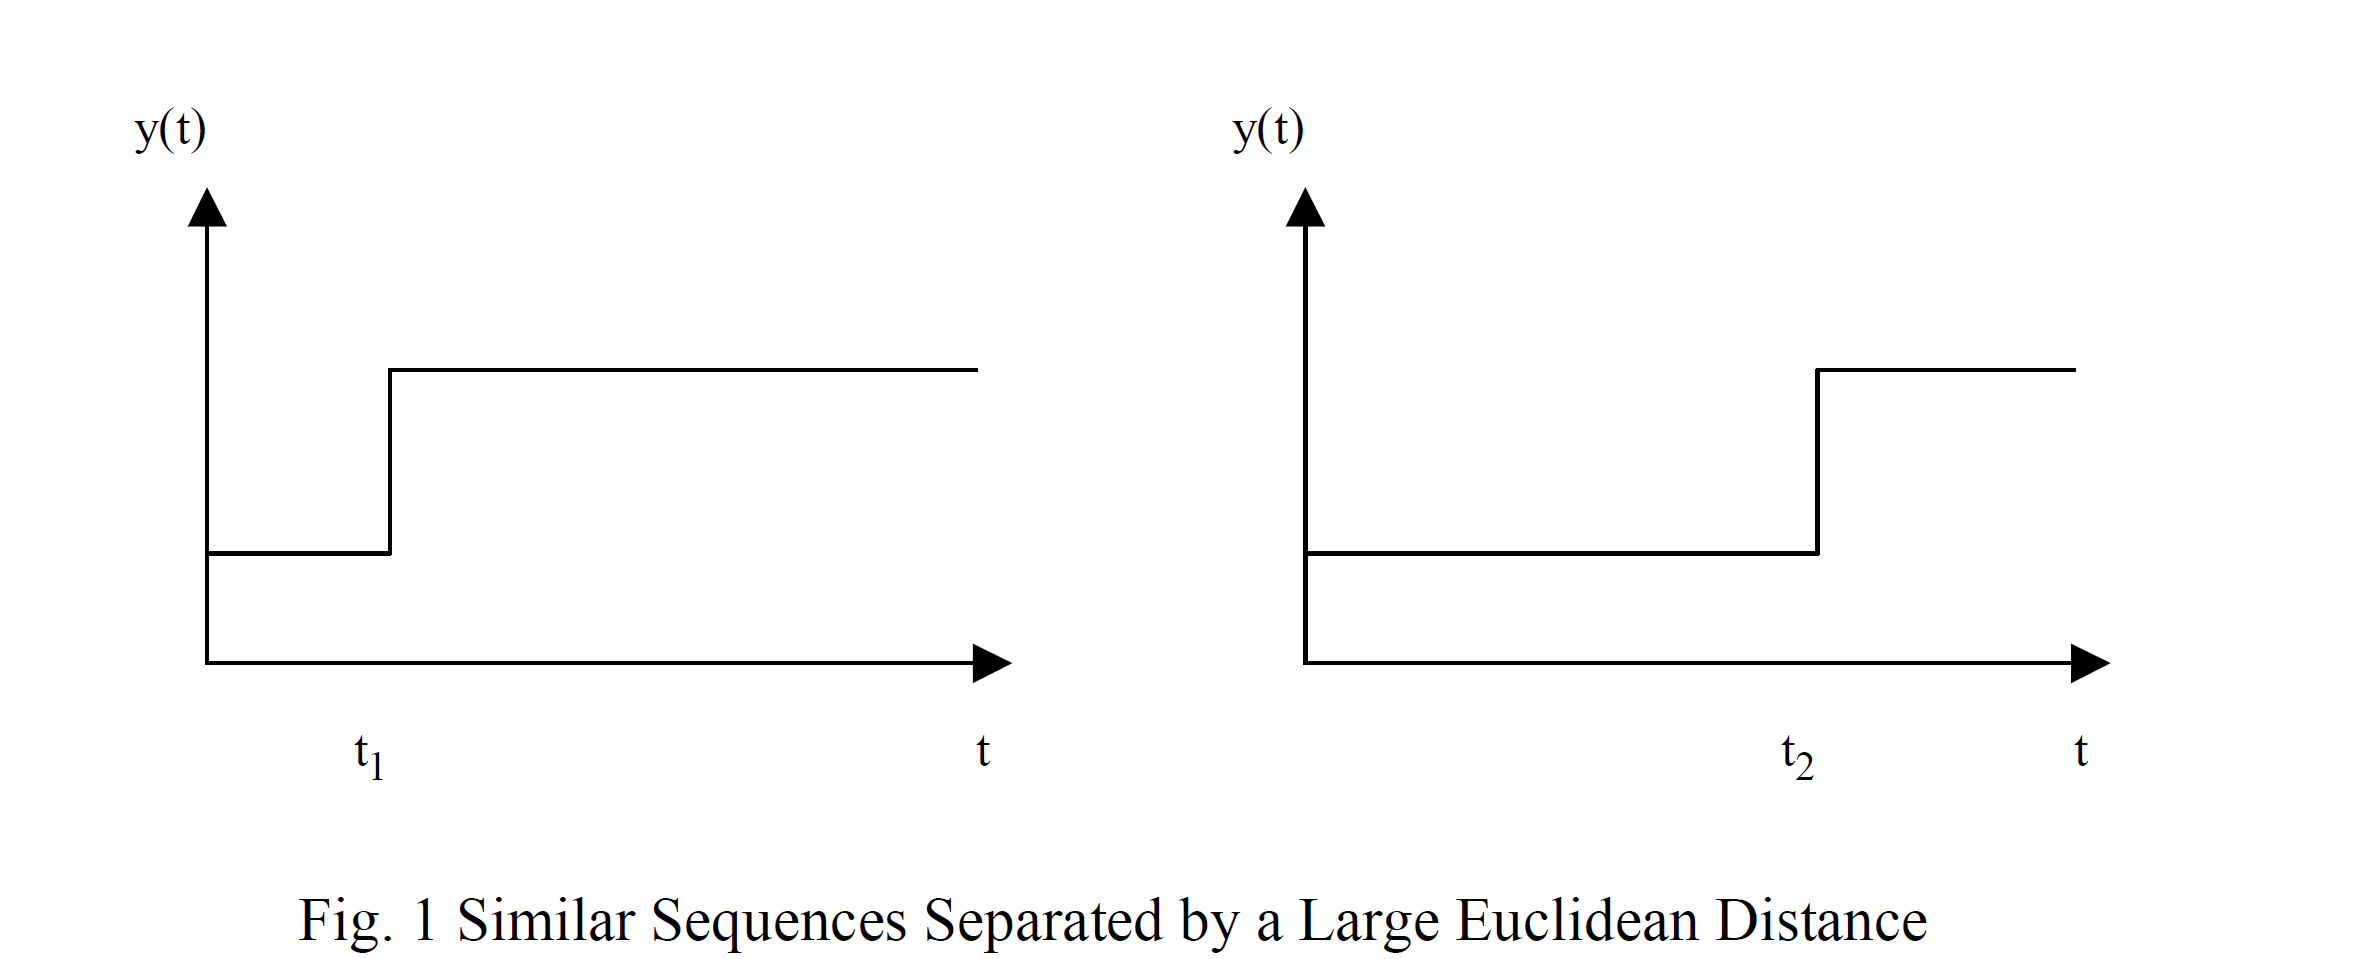 y(t) y(t)
t₁ t t₂ t
Fig. 1 Similar Sequences Separated by a Large Euclidean Distance